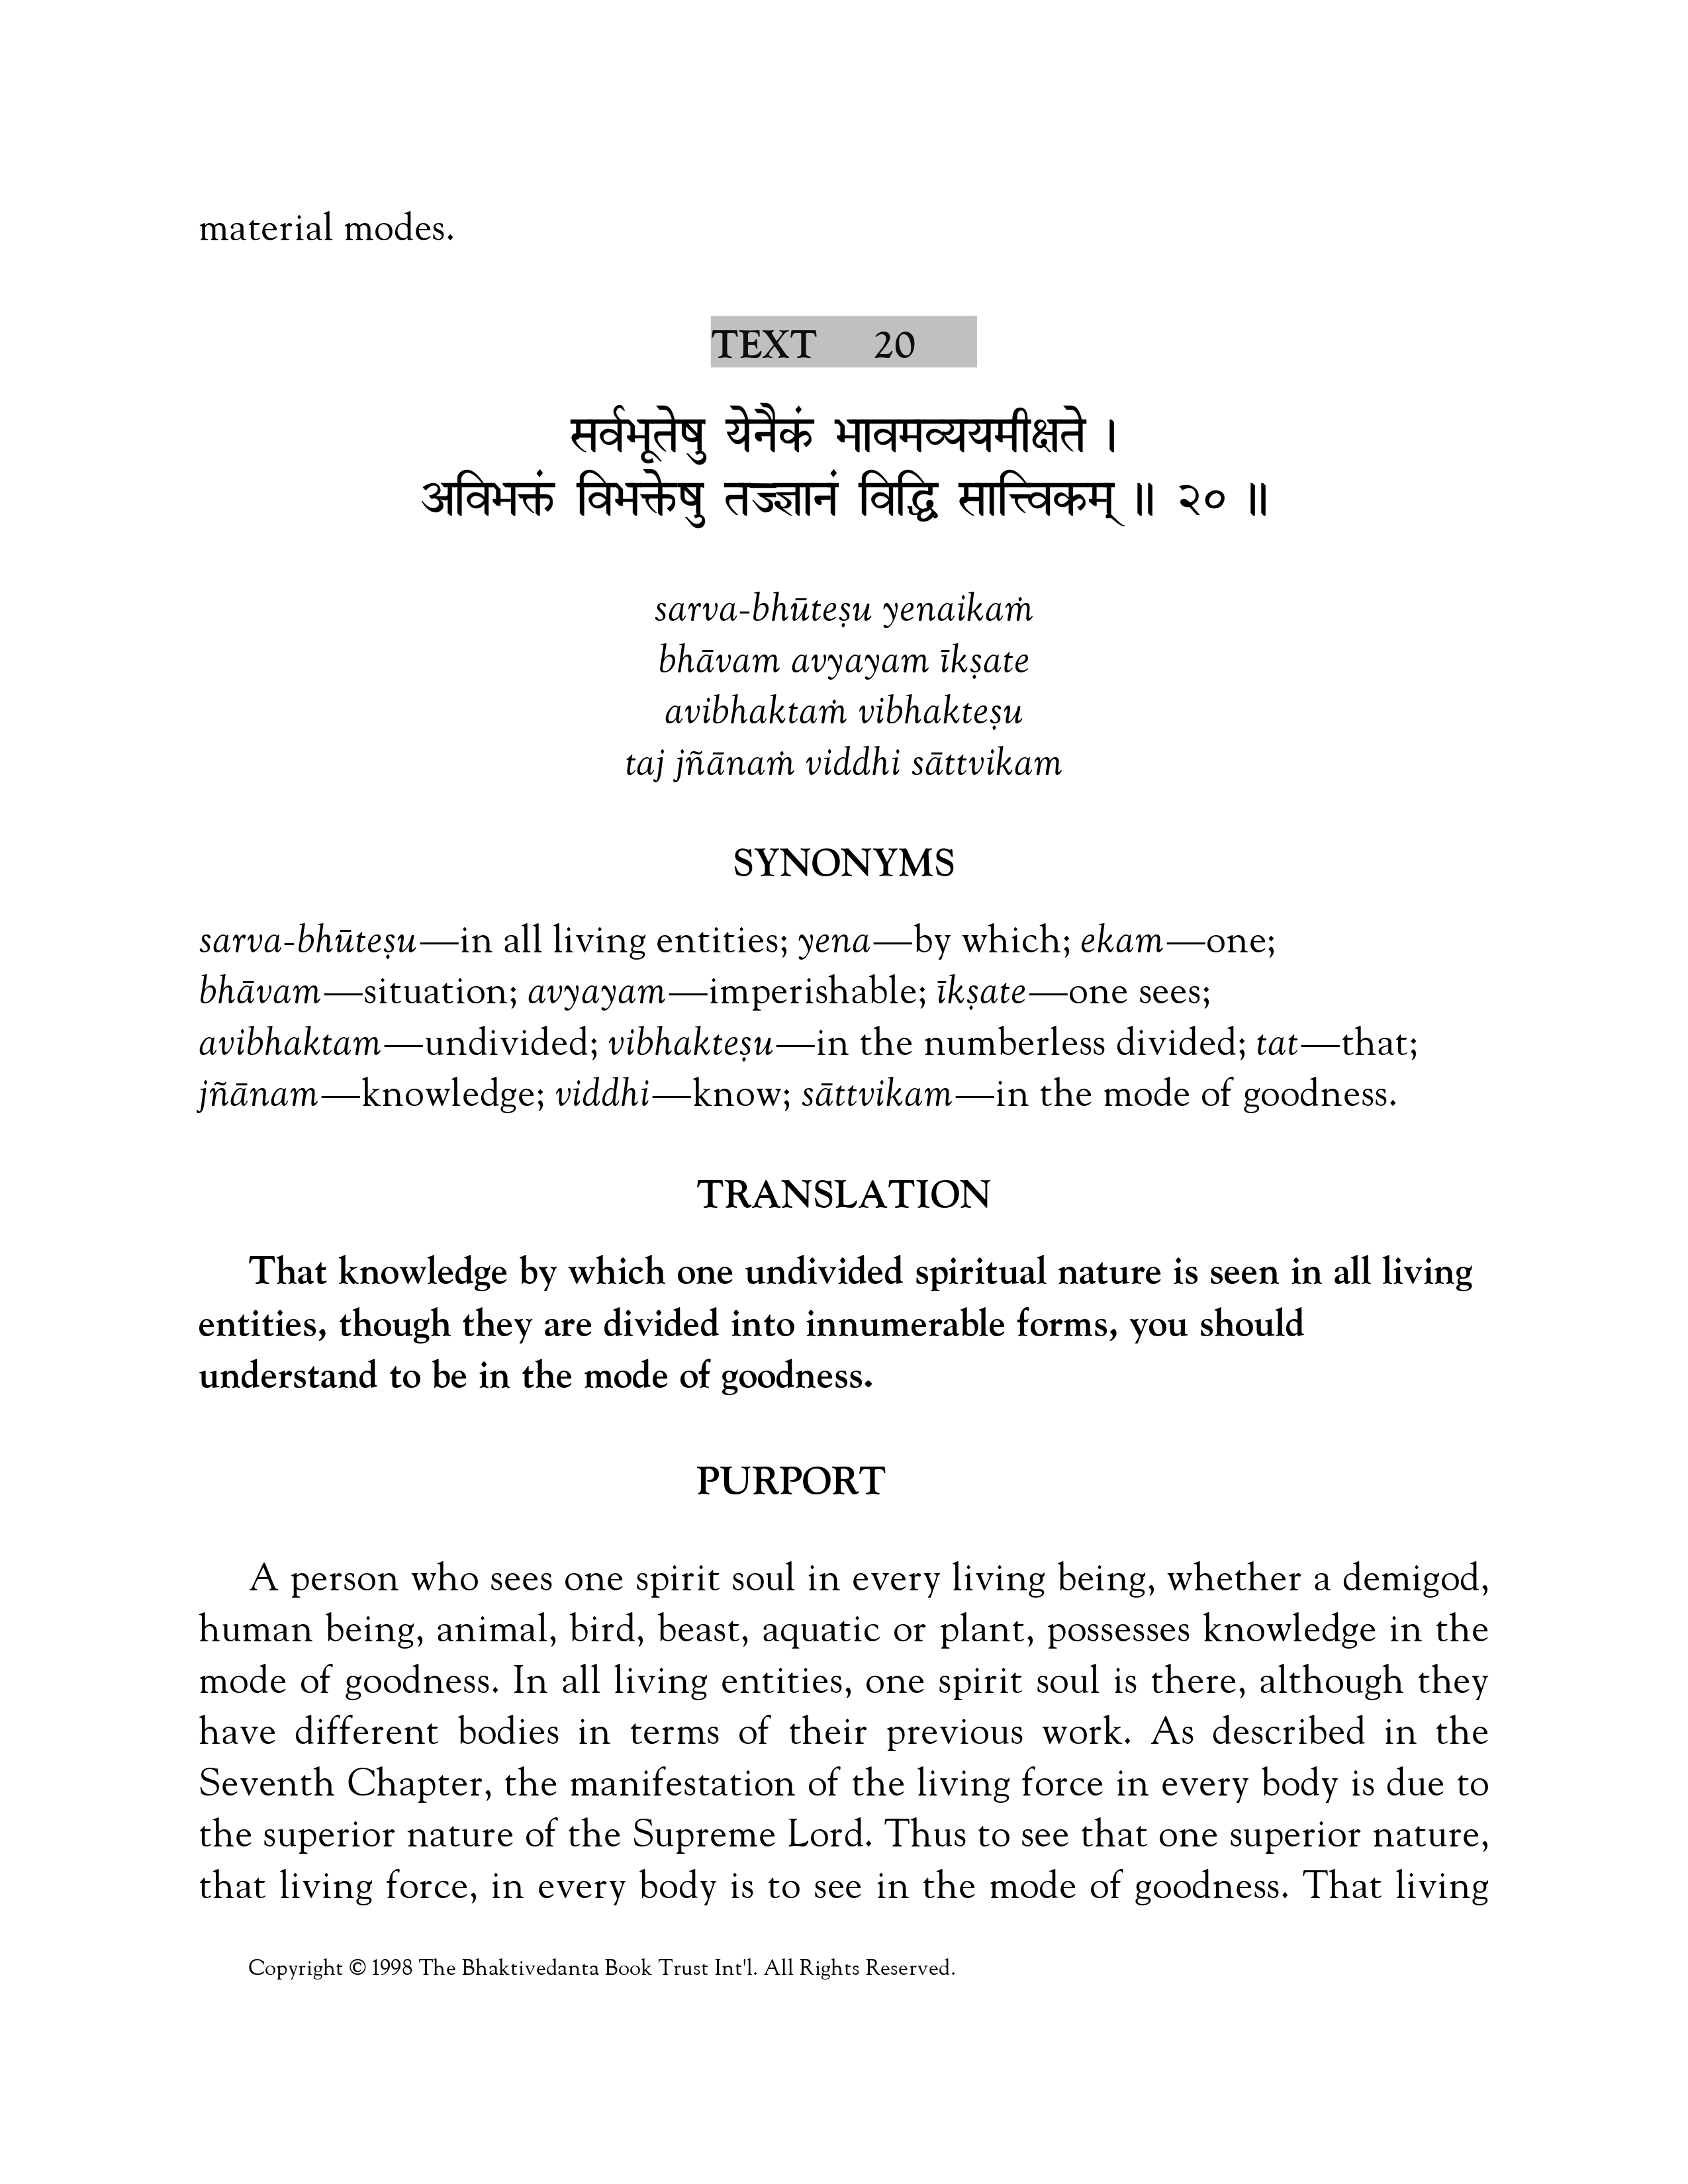 material modes.
TEXT 20
सर्वभूतेषु येनैकं भावमव्ययमीक्षते ।
अविभक्तं विभक्तेषु तज्ज्ञानं विद्धि सात्त्विकम् ॥ २० ॥
sarva-bhūteṣu yenaikaṁ
bhāvam avyayam īkṣate
avibhaktaṁ vibhakteṣu
taj jñānaṁ viddhi sāttvikam
SYNONYMS
sarva-bhūteṣu—in all living entities; yena—by which; ekam—one;
bhāvam—situation; avyayam—imperishable; īkṣate—one sees;
avibhaktam—undivided; vibhakteṣu—in the numberless divided; tat—that;
jñānam—knowledge; viddhi—know; sāttvikam—in the mode of goodness.
TRANSLATION
That knowledge by which one undivided spiritual nature is seen in all living
entities, though they are divided into innumerable forms, you should
understand to be in the mode of goodness.
PURPORT
A person who sees one spirit soul in every living being, whether a demigod,
human being, animal, bird, beast, aquatic or plant, possesses knowledge in the
mode of goodness. In all living entities, one spirit soul is there, although they
have different bodies in terms of their previous work. As described in the
Seventh Chapter, the manifestation of the living force in every body is due to
the superior nature of the Supreme Lord. Thus to see that one superior nature,
that living force, in every body is to see in the mode of goodness. That living
Copyright © 1998 The Bhaktivedanta Book Trust Int'l. All Rights Reserved.